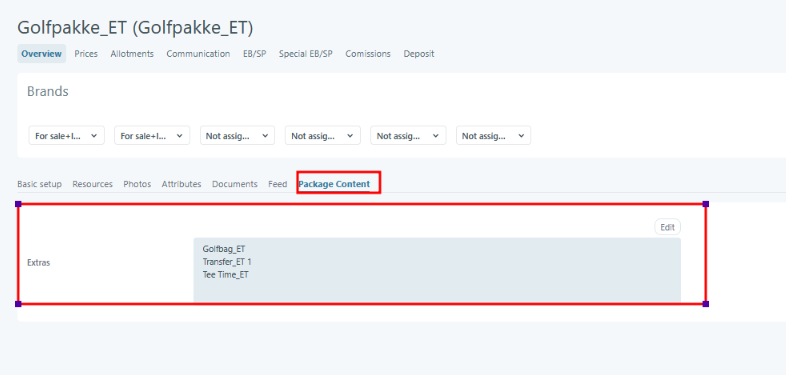 Golfpakke_ET (Golfpakke_ET)
Overview Prices Allotments Communication EB/SP Special EB/SP Comissions Deposit
Brands
For sale+I... For sale+I... Not assig... Not assig... Not assig... Not assig...
Basic setup Resources Photos Attributes Documents Feed Package Content
Edit
Extras
Golfbag_ET
Transfer_ET 1
Tee Time_ET